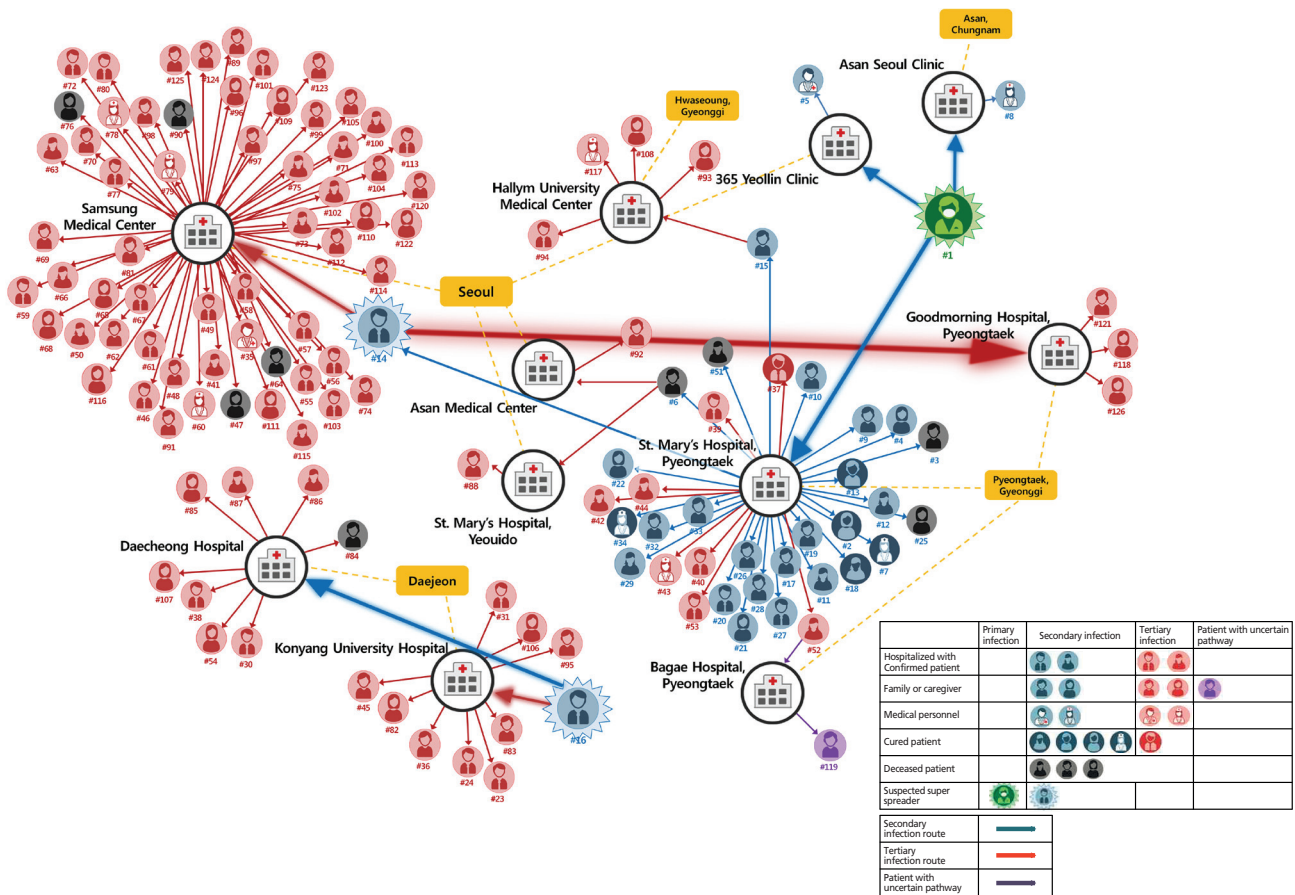 Asan,
Chungnam
Asan Seoul Clinic
#5
#8
Hwaseoung,
Gyeonggi
365 Yeollin Clinic
#1
#72
#80
#125
#124
#89
#101
#123
#76
#78
#98
#90
#96
#109
#99
#105
#100
#63
#70
#77
#79
#97
#75
#71
#113
#104
#102
#120
Samsung
Medical Center
#73
#110
#122
#112
#114
#69
#81
#66
#59
#65
#67
#58
#49
#68
#50
#62
#61
#35
#57
#116
#48
#41
#64
#56
#55
#74
#46
#60
#47
#111
#103
#91
#115
#117
#108
#93
Hallym University
Medical Center
#94
#15
Seoul
#14
#92
Asan Medical Center
#51
#6
#37
#10
#39
Goodmorning Hospital,
Pyeongtaek
#121
#118
#126
#88
St. Mary's Hospital,
Yeouido
St. Mary's Hospital,
Pyeongtaek
#9
#4
#3
#22
#13
Pyeongtaek,
Gyeonggi
#42
#44
#12
#34
#32
#33
#2
#25
#29
#19
#7
#43
#40
#26
#17
#18
#11
#53
#20
#28
#27
#21
#52
Bagae Hospital,
Pyeongtaek
#119
#85
#87
#86
Daecheong Hospital
#84
#107
#38
#54
#30
Daejeon
Konyang University Hospital
#31
#106
#95
#45
#82
#83
#36
#24
#23
#16
Primary
infection
Secondary infection
Tertiary
infection
Patient with uncertain
pathway
Hospitalized with
Confirmed patient
Family or caregiver
Medical personnel
Cured patient
Deceased patient
Suspected super
spreader
Secondary
infection route
Tertiary
infection route
Patient with
uncertain pathway